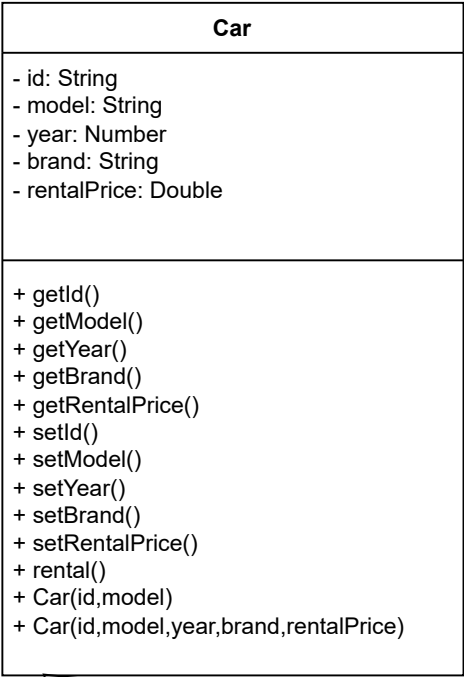 Car
- id: String
- model: String
- year: Number
- brand: String
- rentalPrice: Double
+ getId()
+ getModel()
+ getYear()
+ getBrand()
+ getRentalPrice()
+ setId()
+ setModel()
+ setYear()
+ setBrand()
+ setRentalPrice()
+ rental()
+ Car(id,model)
+ Car(id,model,year,brand,rentalPrice)